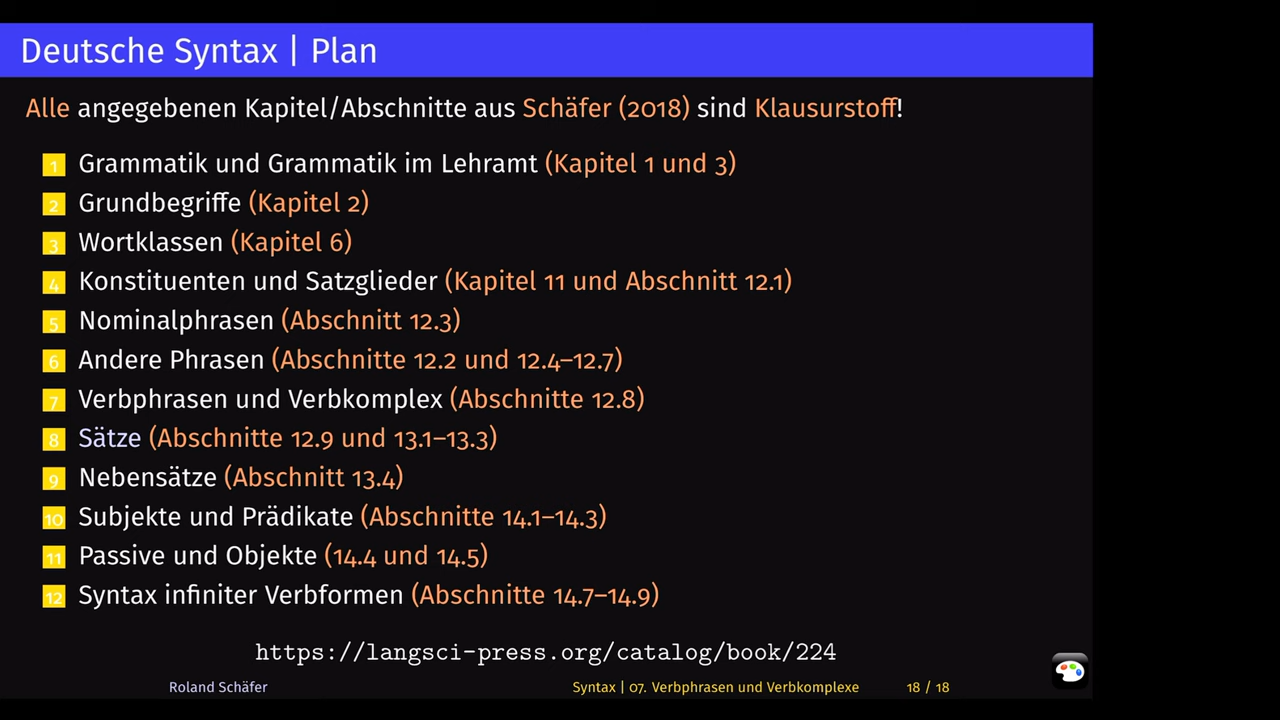 Deutsche Syntax | Plan
Alle angegebenen Kapitel/Abschnitte aus Schäfer (2018) sind Klausurstoff!
1 Grammatik und Grammatik im Lehramt (Kapitel 1 und 3)
2 Grundbegriffe (Kapitel 2)
3 Wortklassen (Kapitel 6)
4 Konstituenten und Satzglieder (Kapitel 11 und Abschnitt 12.1)
5 Nominalphrasen (Abschnitt 12.3)
6 Andere Phrasen (Abschnitte 12.2 und 12.4–12.7)
7 Verbphrasen und Verbkomplex (Abschnitte 12.8)
8 Sätze (Abschnitte 12.9 und 13.1–13.3)
9 Nebensätze (Abschnitt 13.4)
10 Subjekte und Prädikate (Abschnitte 14.1–14.3)
11 Passive und Objekte (14.4 und 14.5)
12 Syntax infiniter Verbformen (Abschnitte 14.7–14.9)
https://langsci-press.org/catalog/book/224
Roland Schäfer Syntax | 07. Verbphrasen und Verbkomplexe 18 / 18